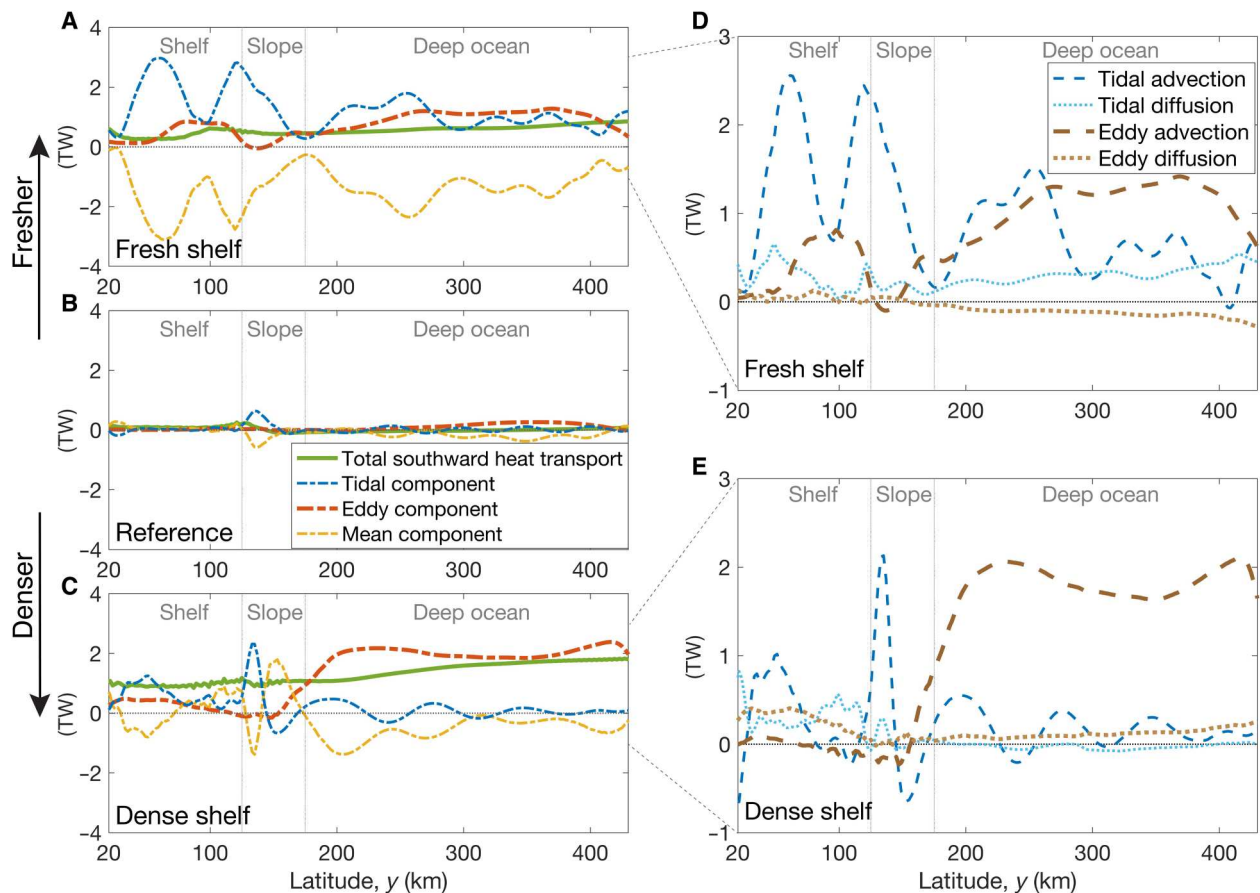 A
4
Shelf
Slope
Deep ocean
2
0
−2
−4
(TW)
Fresh shelf
20
100
200
300
400
Fresher
B
4
Shelf
Slope
Deep ocean
2
0
−2
−4
(TW)
Total southward heat transport
Tidal component
Eddy component
Mean component
Reference
20
100
200
300
400
Denser
C
4
Shelf
Slope
Deep ocean
2
0
−2
−4
(TW)
Dense shelf
20
100
200
300
400
Latitude, y (km)
D
3
Shelf
Slope
Deep ocean
Tidal advection
Tidal diffusion
Eddy advection
Eddy diffusion
2
1
0
−1
(TW)
Fresh shelf
20
100
200
300
400
E
3
Shelf
Slope
Deep ocean
2
1
0
−1
(TW)
Dense shelf
20
100
200
300
400
Latitude, y (km)